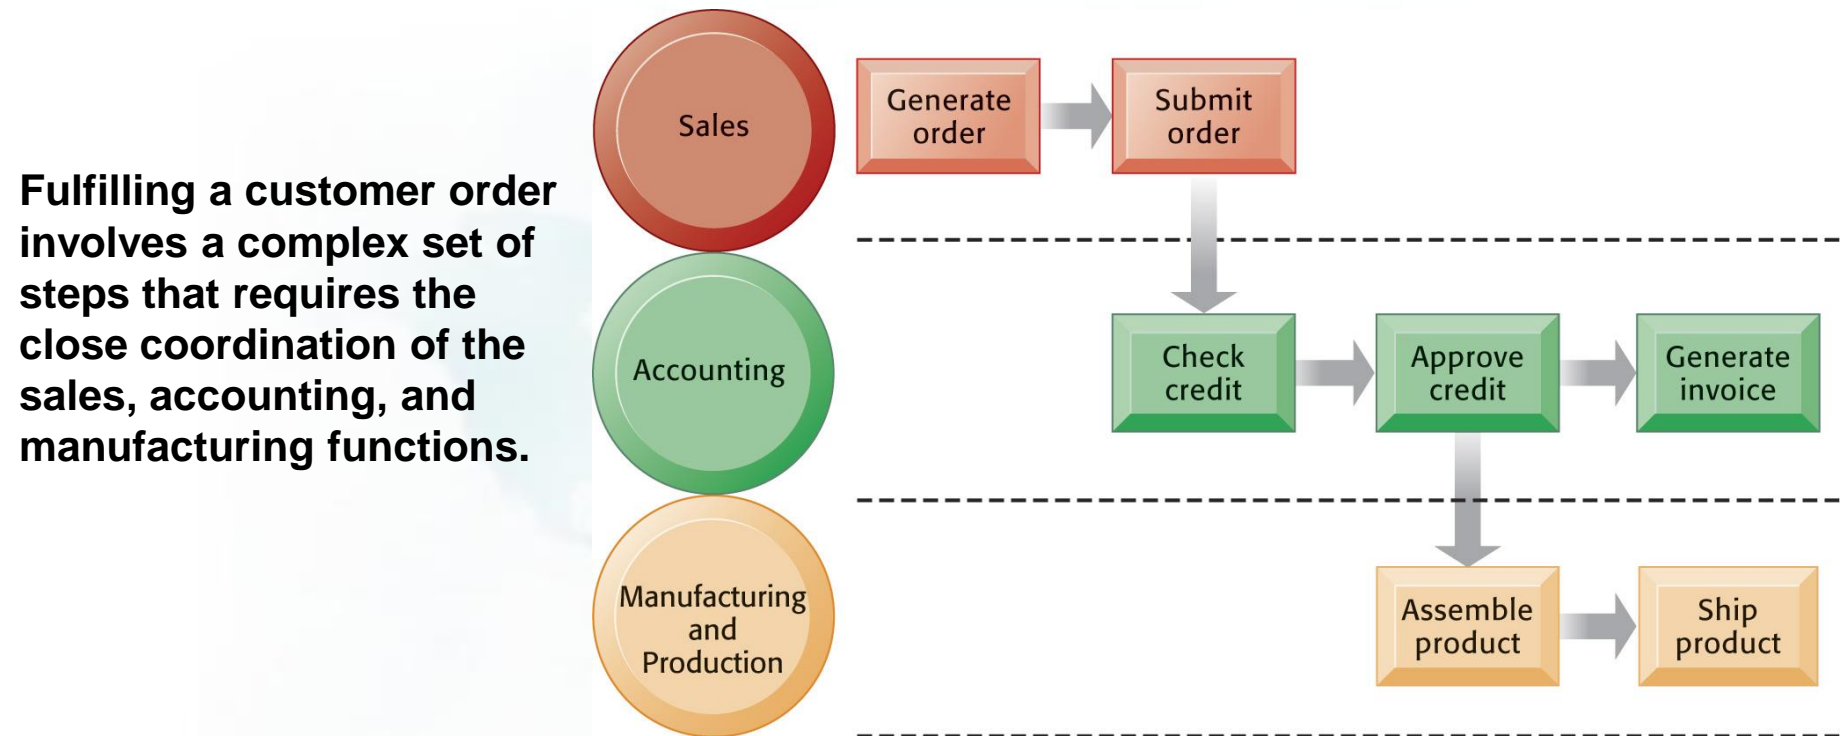 Fulfilling a customer order
involves a complex set of
steps that requires the
close coordination of the
sales, accounting, and
manufacturing functions.
Sales
Generate
order
Submit
order
Accounting
Check
credit
Approve
credit
Generate
invoice
Manufacturing
and
Production
Assemble
product
Ship
product